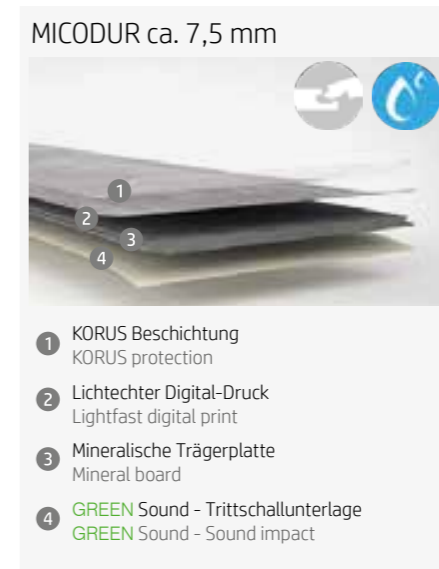 MICODUR ca. 7,5 mm
1
2
3
4
1 KORUS Beschichtung
KORUS protection
2 Lichtechter Digital-Druck
Lightfast digital print
3 Mineralische Trägerplatte
Mineral board
4 GREEN Sound - Trittschallunterlage
GREEN Sound - Sound impact